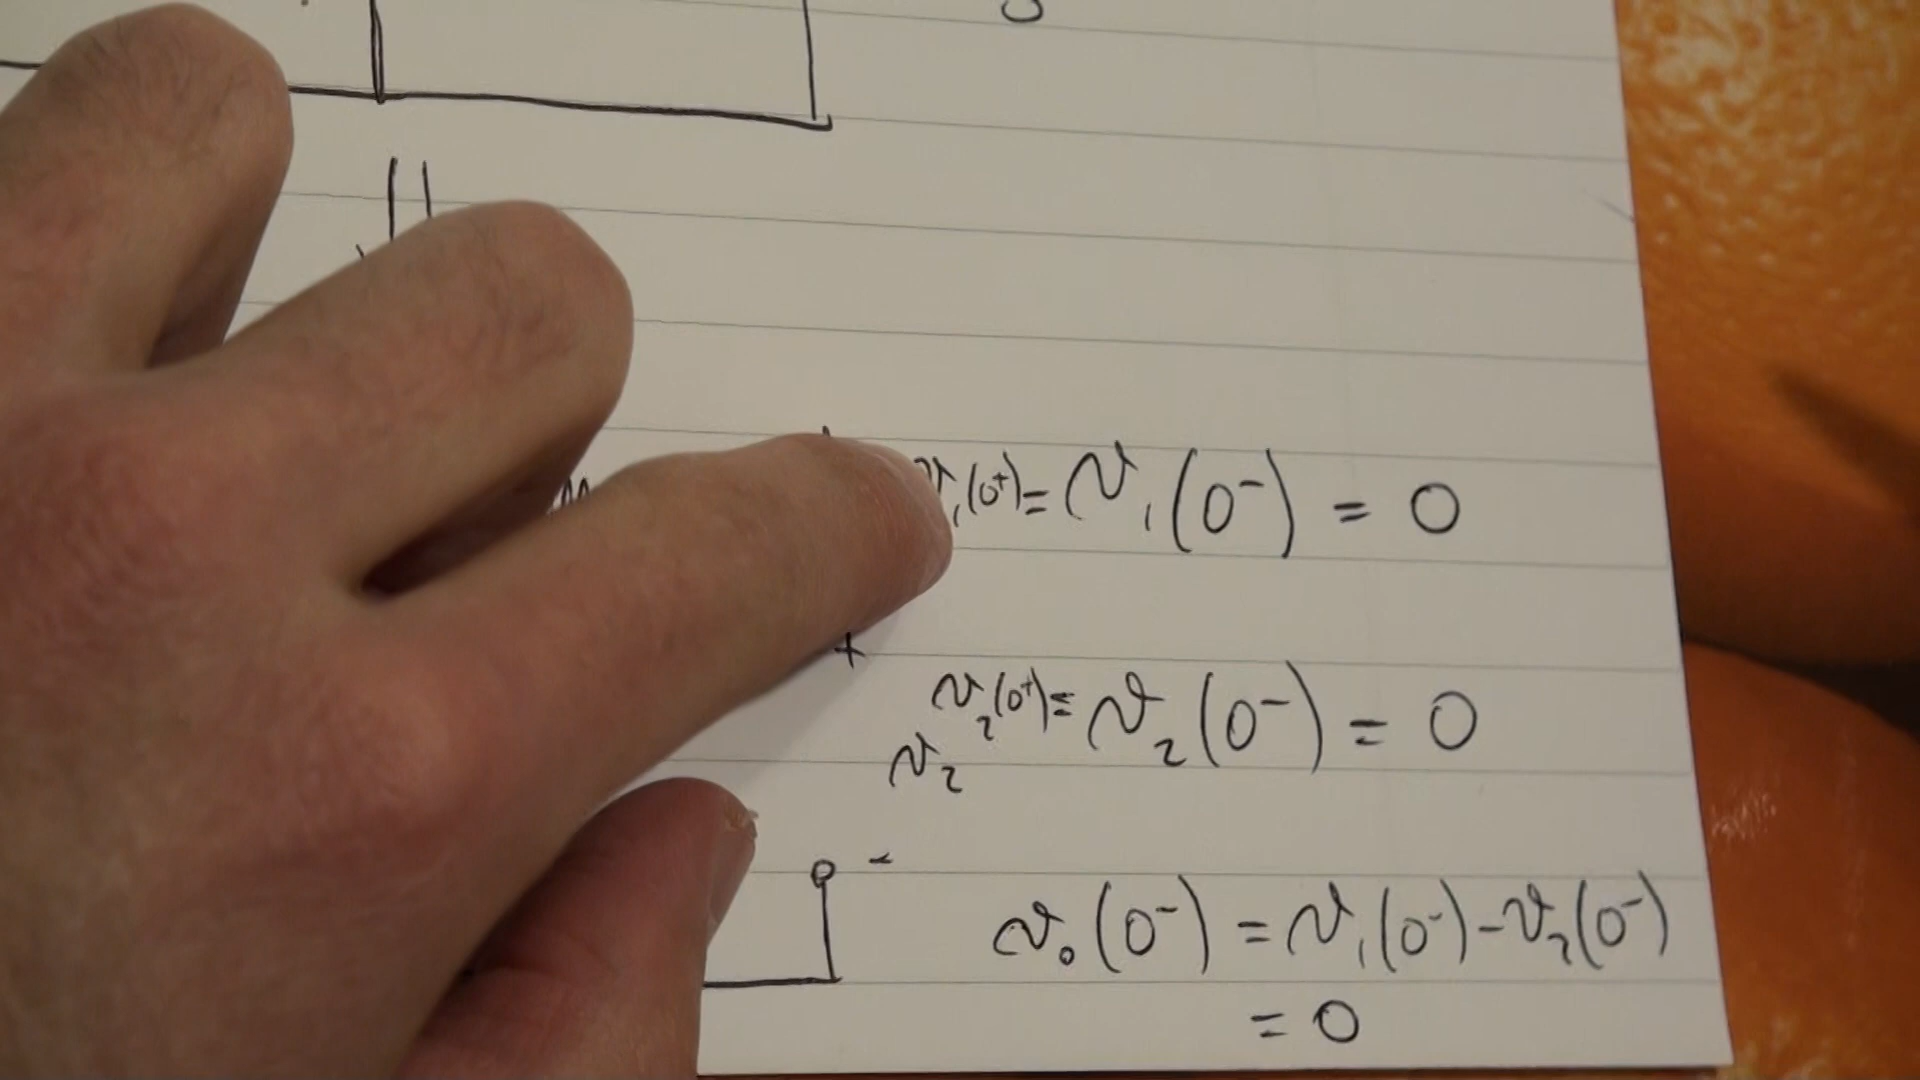 v₁(0⁺) = v₁(0⁻) = 0
+
v₂(0⁺) = v₂(0⁻) = 0
v₂
-
v₀(0⁻) = v₁(0⁻) - v₂(0⁻)
= 0